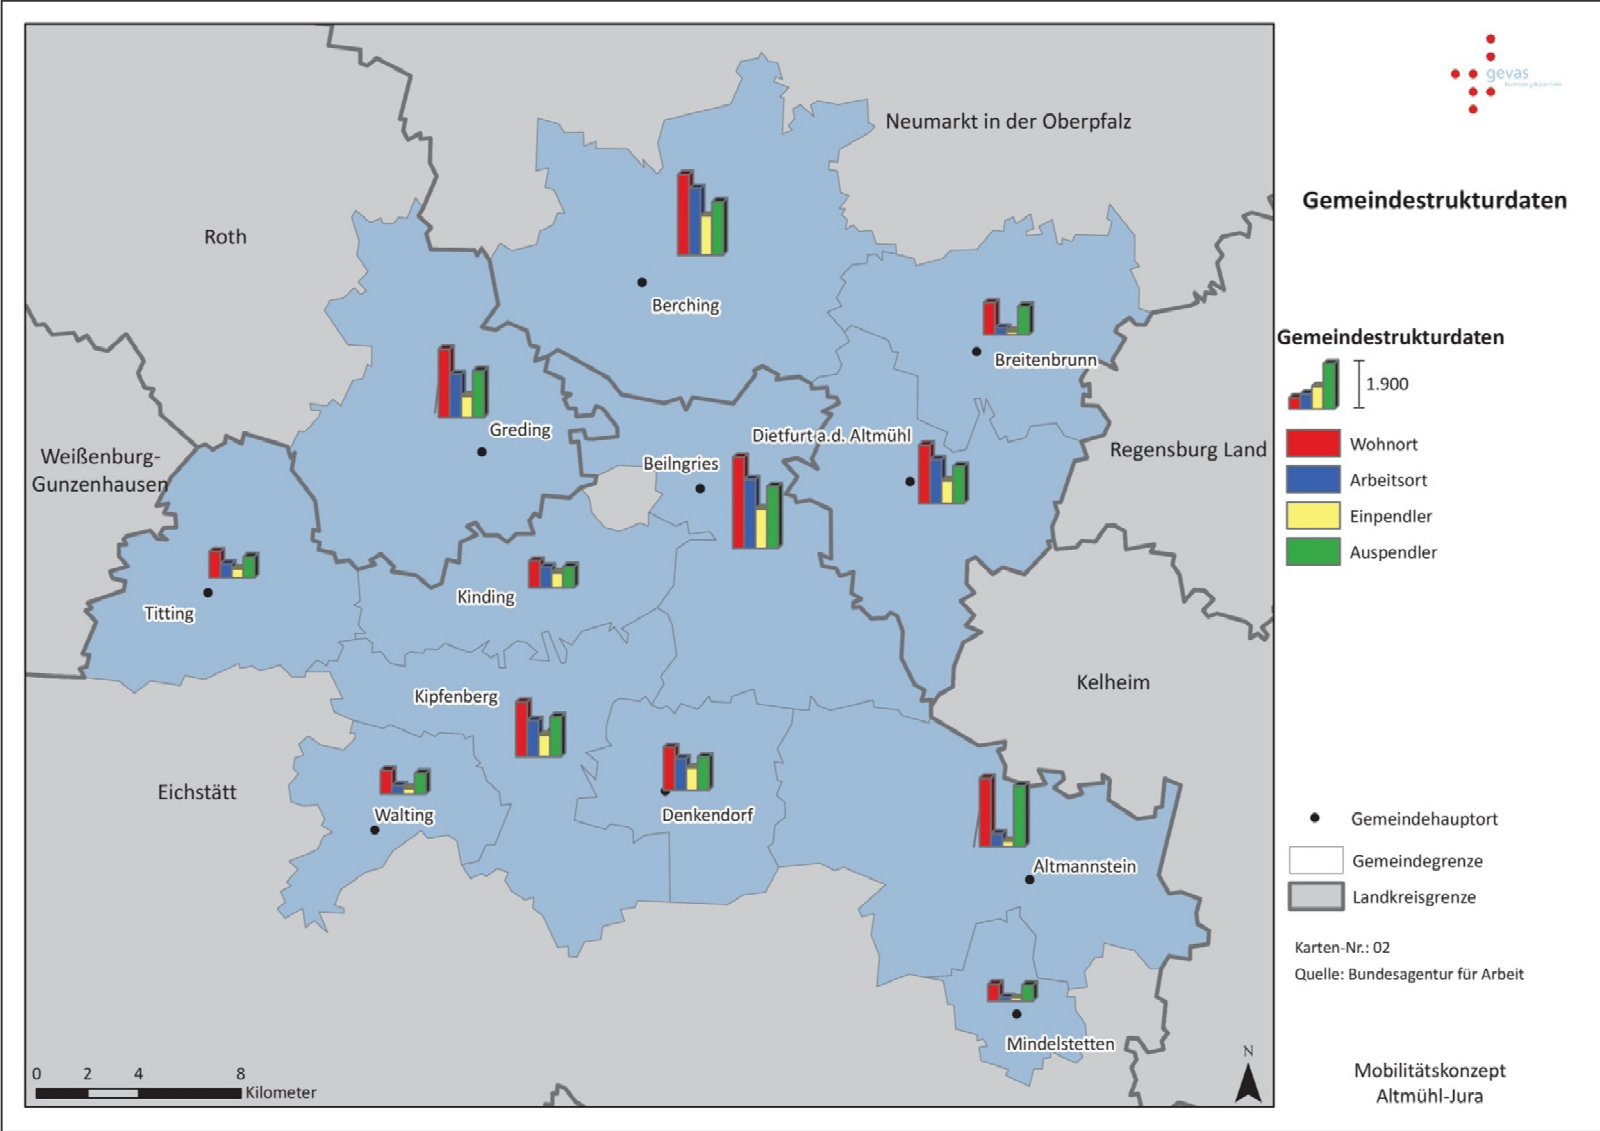 Neumarkt in der Oberpfalz
Roth
Berching
Breitenbrunn
Greding
Dietfurt a.d. Altmühl
Weißenburg-
Gunzenhausen
Beilngries
Regensburg Land
Kinding
Titting
Kelheim
Kipfenberg
Eichstätt
Walting
Denkendorf
Altmannstein
Mindelstetten
0 2 4 8
Kilometer
N
gevas
Gemeindestrukturdaten
Gemeindestrukturdaten
1.900
Wohnort
Arbeitsort
Einpendler
Auspendler
Gemeindehauptort
Gemeindegrenze
Landkreisgrenze
Karten-Nr.: 02
Quelle: Bundesagentur für Arbeit
Mobilitätskonzept
Altmühl-Jura